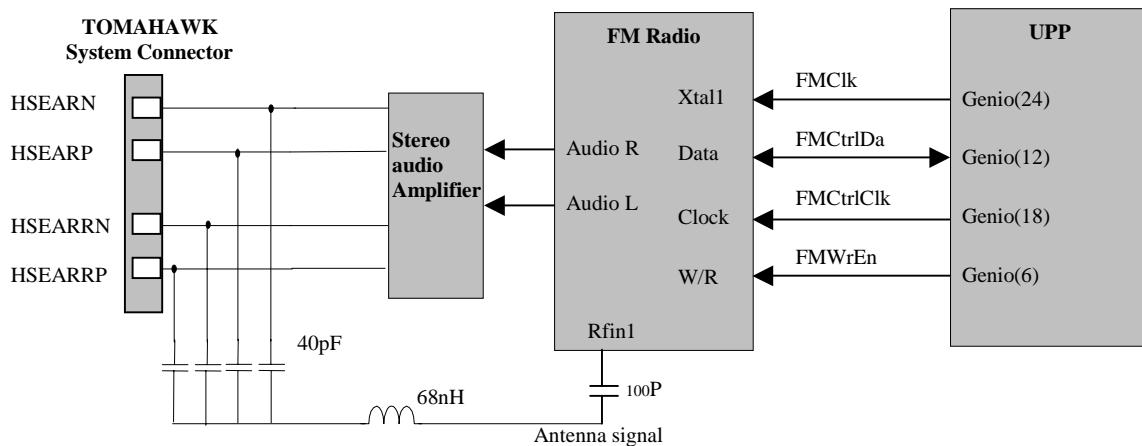 TOMAHAWK
System Connector
HSEARN
HSEARP
HSEARRN
HSEARRP
Stereo
audio
Amplifier
FM Radio
Xtal1
Audio R
Data
Audio L
Clock
W/R
Rfin1
FMClk
FMCtrlDa
FMCtrlClk
FMWrEn
UPP
Genio(24)
Genio(12)
Genio(18)
Genio(6)
40pF
68nH
100P
Antenna signal